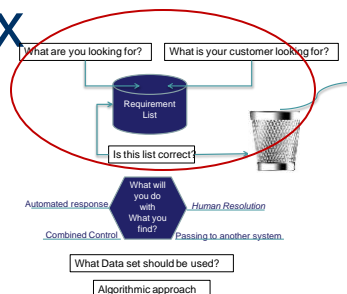 X
What are you looking for?
What is your customer looking for?
Requirement
List
Is this list correct?
What will
you do
with
What you
find?
Automated response
Human Resolution
Combined Control
Passing to another system
What Data set should be used?
Algorithmic approach